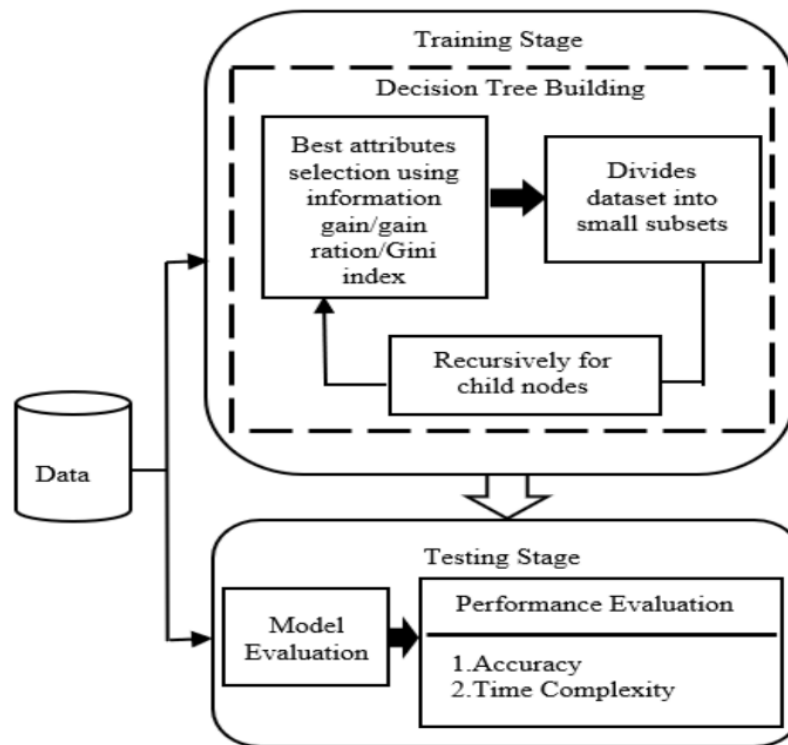 Training Stage
Decision Tree Building
Best attributes
selection using
information
gain/gain
ration/Gini
index
Divides
dataset into
small subsets
Recursively for
child nodes
Data
Testing Stage
Model
Evaluation
Performance Evaluation
1.Accuracy
2.Time Complexity